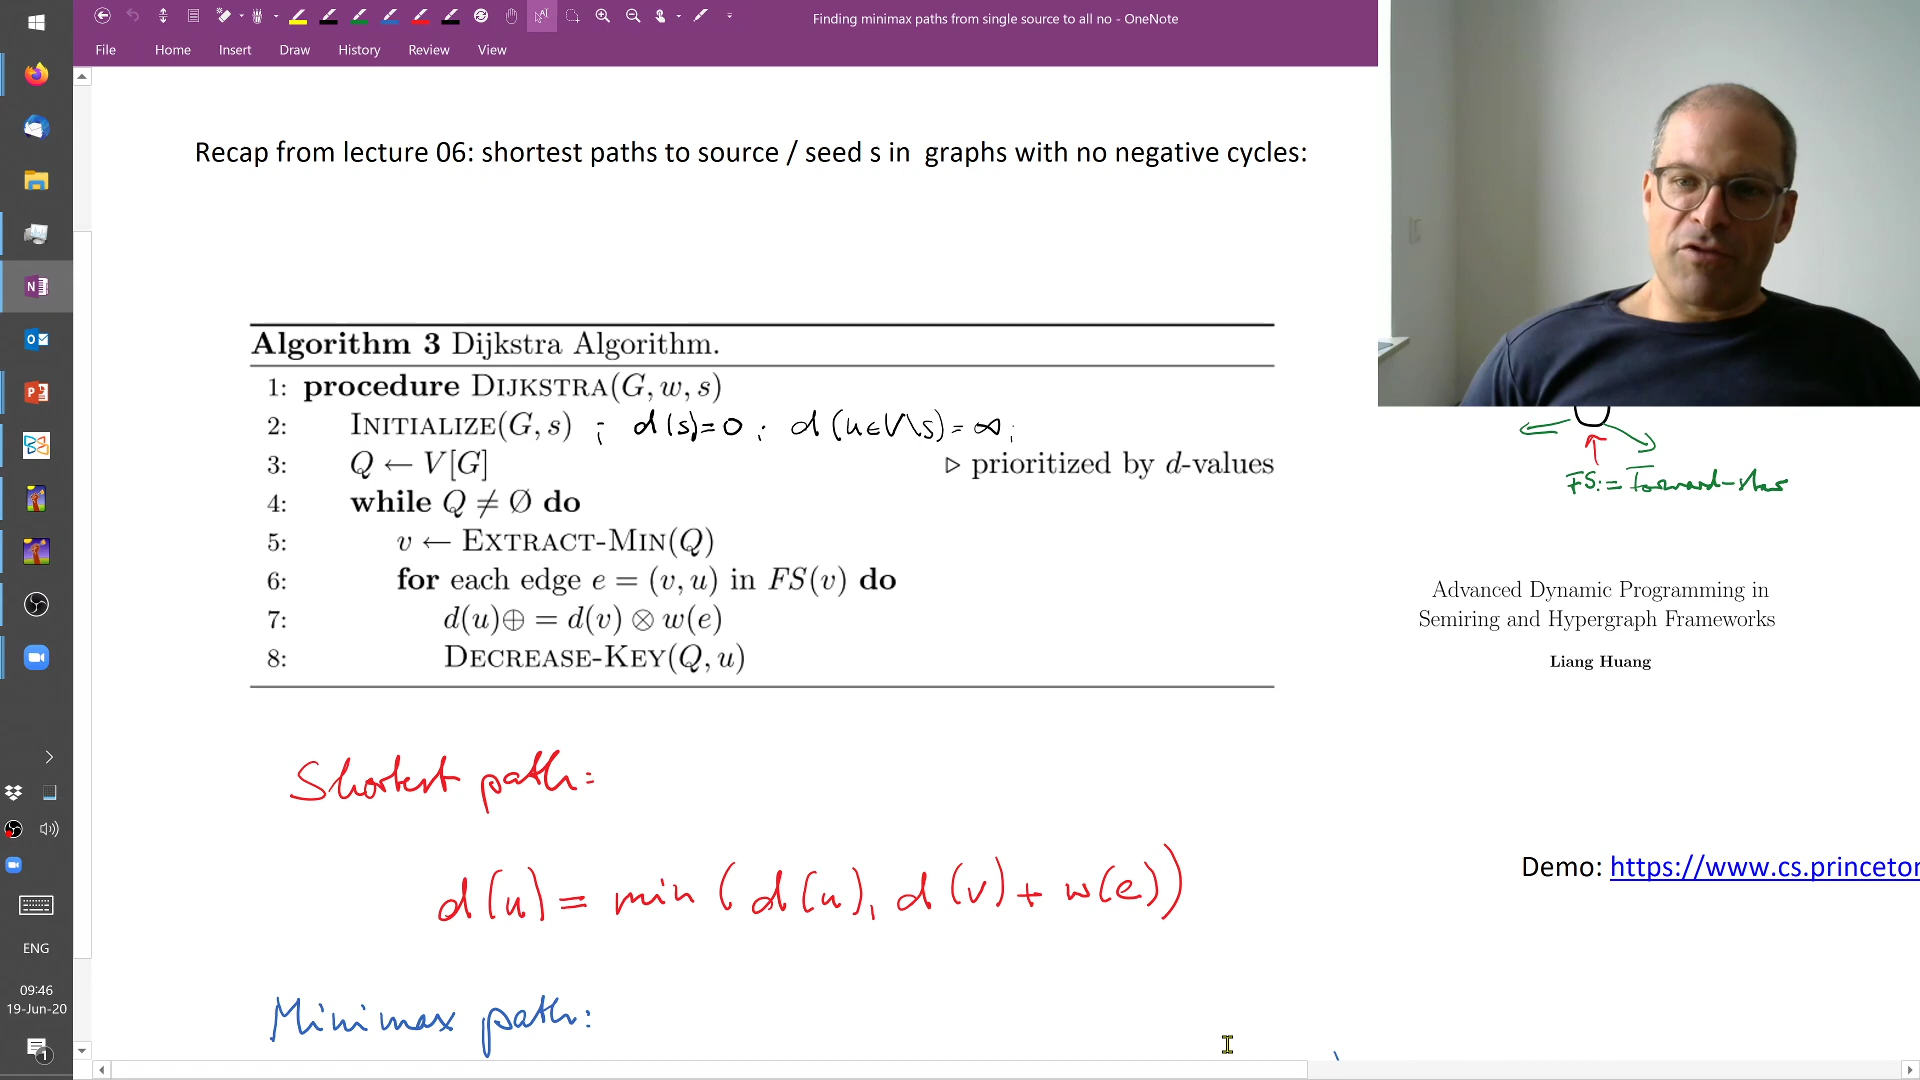 Finding minimax paths from single source to all no - OneNote
File Home Insert Draw History Review View
Recap from lecture 06: shortest paths to source / seed s in graphs with no negative cycles:
Algorithm 3 Dijkstra Algorithm.
1: procedure DIJKSTRA(G, w, s)
2: INITIALIZE(G, s) ; d(s)=0 ; d(u∈V\s)=∞;
3: Q ← V[G] ▷ prioritized by d-values
4: while Q ≠ Ø do
5: v ← EXTRACT-MIN(Q)
6: for each edge e = (v, u) in FS(v) do
7: d(u)⊕ = d(v) ⊗ w(e)
8: DECREASE-KEY(Q, u)
FS:= Forward-star
Advanced Dynamic Programming in
Semiring and Hypergraph Frameworks
Liang Huang
Shortest path:
Demo: https://www.cs.princeton
d(u) = min (d(u), d(v) + w(e))
Minimax path:
ENG
09:46
19-Jun-20
1